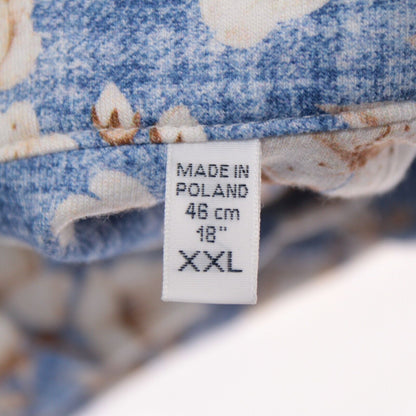 MADE IN
POLAND
46 cm
18"
XXL